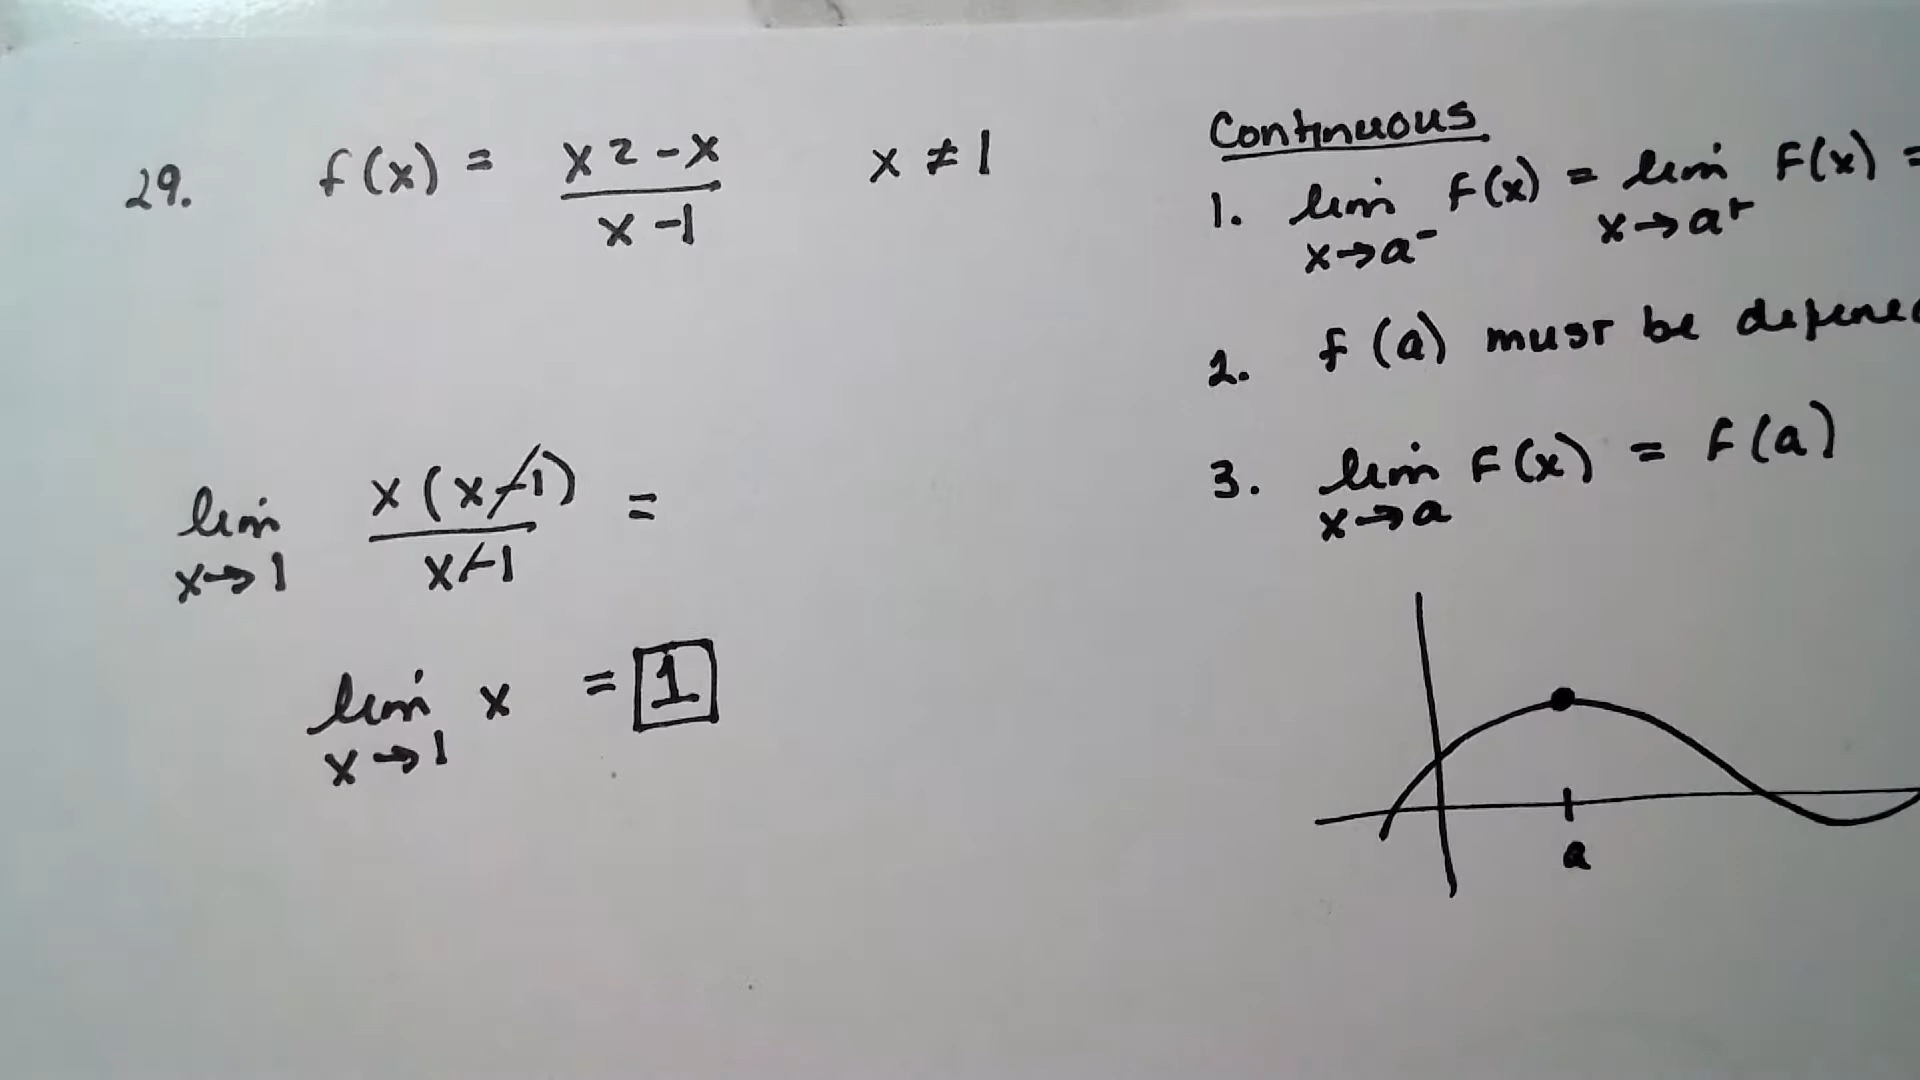 29. f(x) = x² - x / x - 1   x ≠ 1
lim x→1 x(x-1) / x-1 =
lim x→1 x = 1
Continuous
1. lim x→a⁻ F(x) = lim x→a⁺ F(x) =
2. f(a) must be
3. lim x→a F(x) = F(a)
a